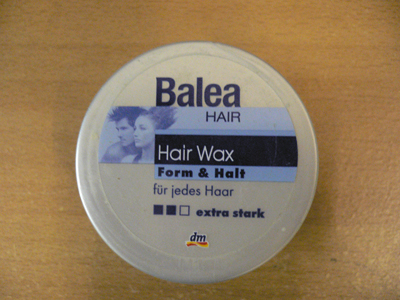 Balea
HAIR
Hair Wax
Form & Halt
für jedes Haar
extra stark
dm